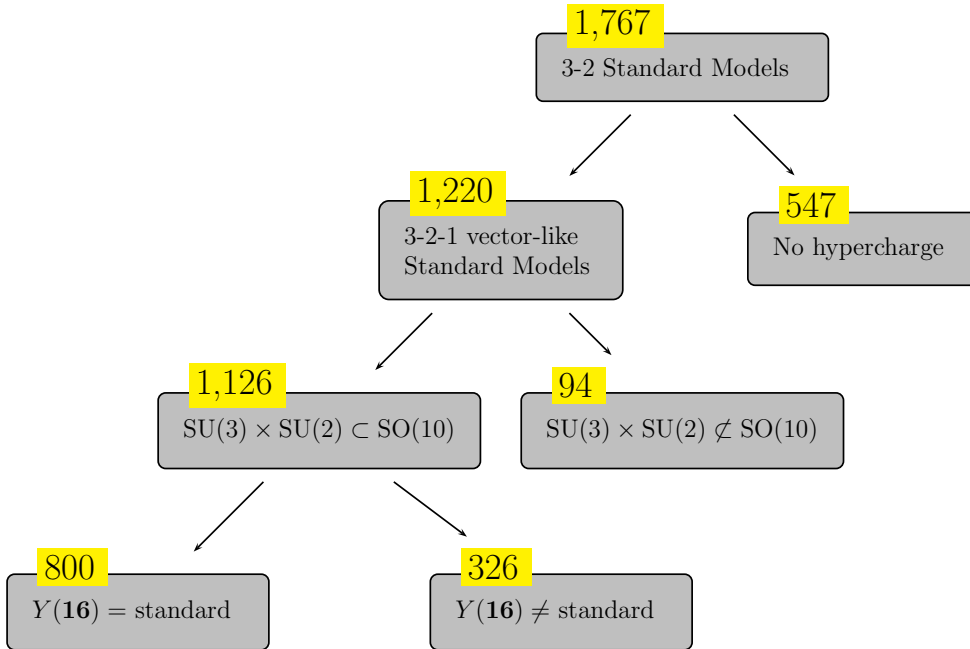 1,767
3-2 Standard Models
1,220
3-2-1 vector-like
Standard Models
547
No hypercharge
1,126
SU(3) × SU(2) ⊂ SO(10)
94
SU(3) × SU(2) ⊄ SO(10)
800
Y(16) = standard
326
Y(16) ≠ standard